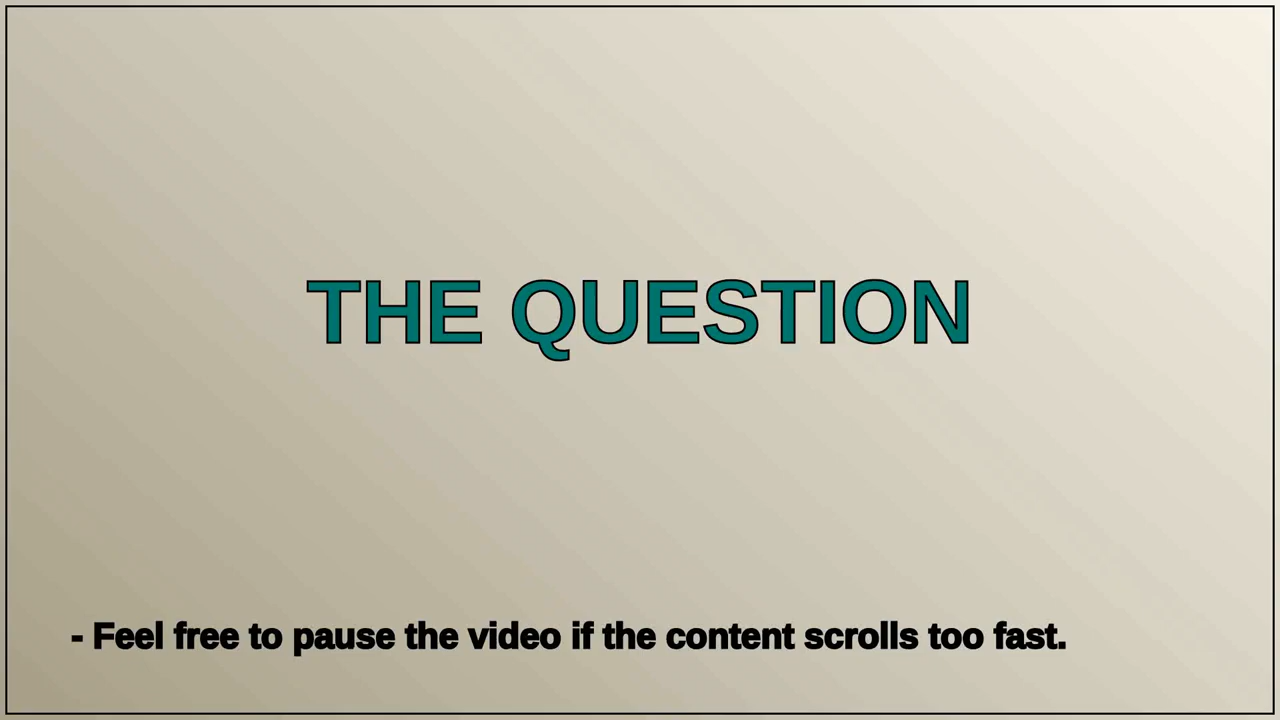 THE QUESTION
- Feel free to pause the video if the content scrolls too fast.